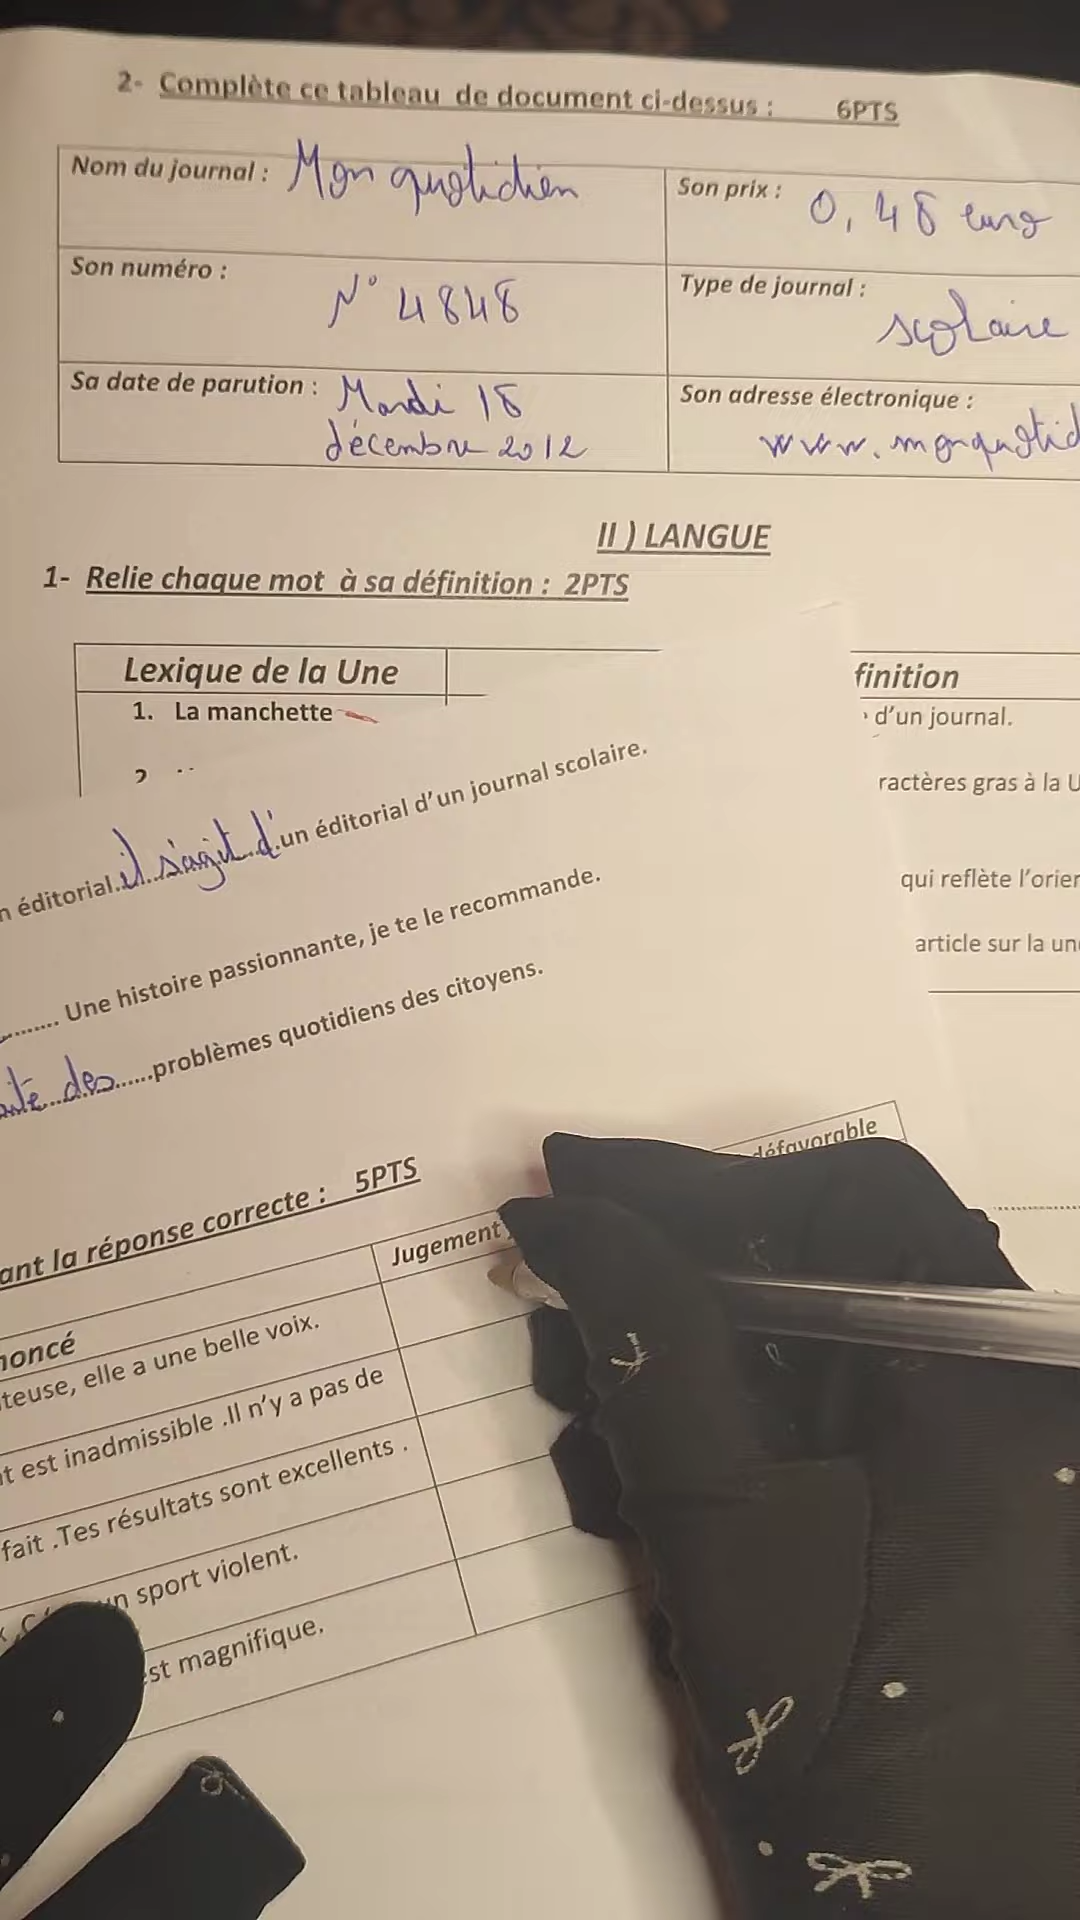 2- Complète ce tableau de document ci-dessus : 6PTS
Nom du journal : Mon quotidien
Son prix : 0,48 euro
Son numéro : N° 4848
Type de journal : scolaire
Sa date de parution : Mardi 18
décembre 2012
Son adresse électronique :
www.monquotid
II ) LANGUE
1- Relie chaque mot à sa définition : 2PTS
Lexique de la Une
finition
1. La manchette
d'un journal.
ractères gras à la U
qui reflète l'orien
article sur la une
n éditorial.il s'agit d'un éditorial d'un journal scolaire.
......... Une histoire passionnante, je te le recommande.
des......problèmes quotidiens des citoyens.
ant la réponse correcte : 5PTS
noncé
Jugement
défavorable
teuse, elle a une belle voix.
t est inadmissible .Il n'y a pas de
fait .Tes résultats sont excellents .
un sport violent.
est magnifique.